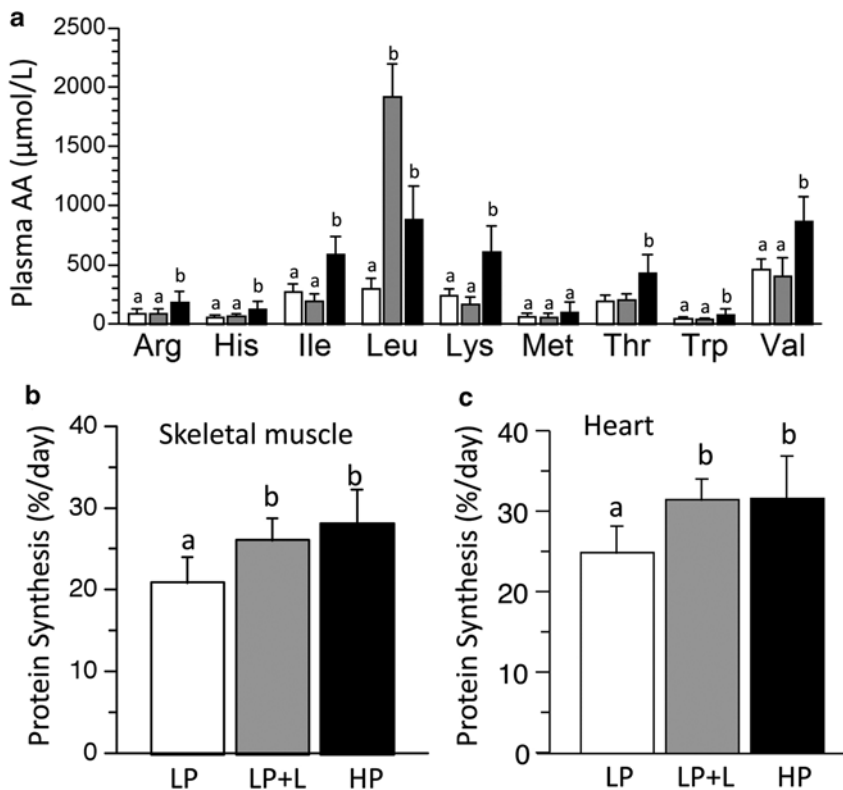 a
Plasma AA (μmol/L)
2500
2000
1500
1000
500
0
a a b
a a b
a a b
a b b
a a b
a a a
b
a a b
a a b
Arg His Ile Leu Lys Met Thr Trp Val
b
Protein Synthesis (%/day)
40
30
20
10
0
Skeletal muscle
a b b
LP LP+L HP
c
Protein Synthesis (%/day)
40
30
20
10
0
Heart
a b b
LP LP+L HP